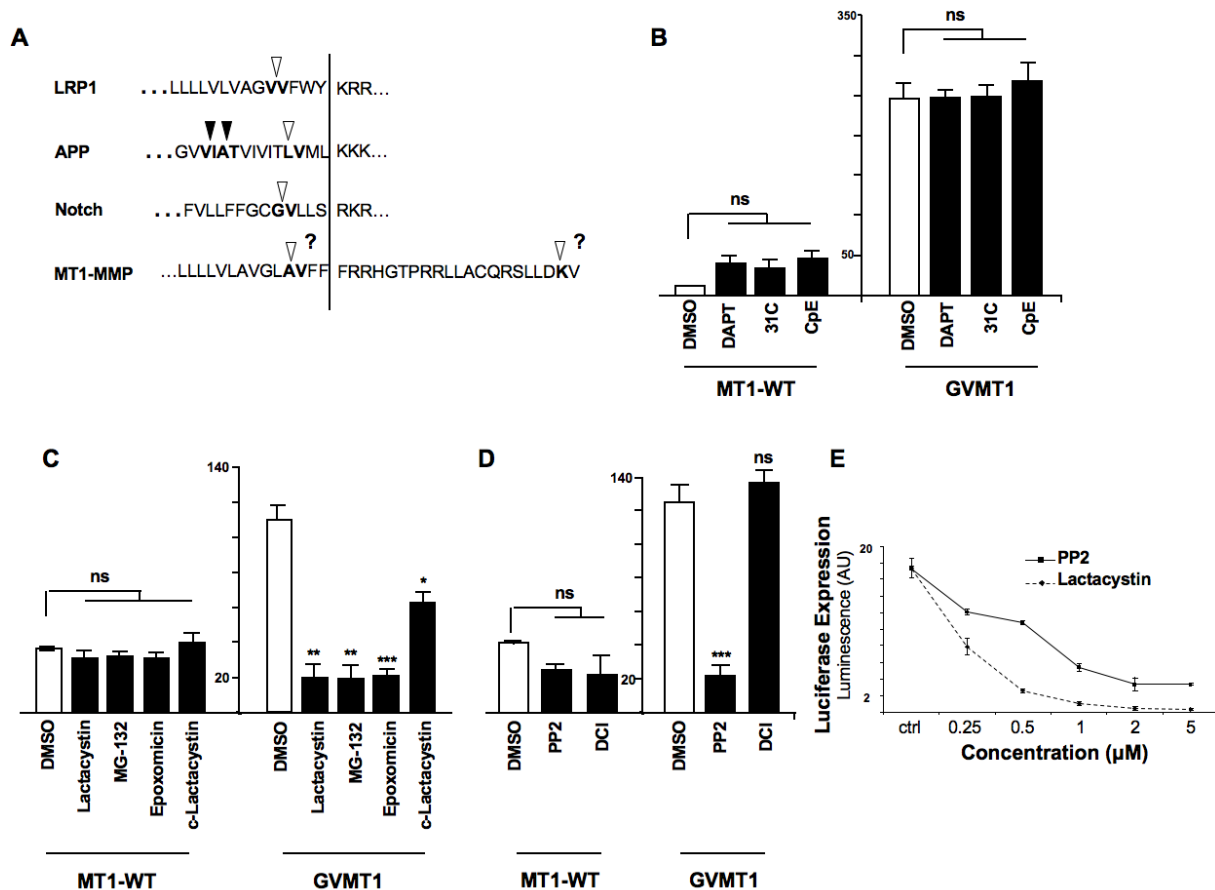 A
LRP1 ...LLLLVLVAGVVFWY KRR...
APP ...GVVIATVIVITLVML KKK...
Notch ...FVLLFFGCGVLLS RKR...
? ?
MT1-MMP ...LLLLVLAVGLAVFF FRRHGTPRRLLACQRSLLDKV
B
350
ns
ns
50
DMSO DAPT 31C CpE DMSO DAPT 31C CpE
MT1-WT GVMT1
C
140
ns
* 
** ** ***
20
DMSO Lactacystin MG-132 Epoxomicin c-Lactacystin DMSO Lactacystin MG-132 Epoxomicin c-Lactacystin
MT1-WT GVMT1
D
ns
140
ns
***
20
DMSO PP2 DCI DMSO PP2 DCI
MT1-WT GVMT1
E
Luciferase Expression
Luminescence (AU)
20
PP2
Lactacystin
2
ctrl 0.25 0.5 1 2 5
Concentration (µM)